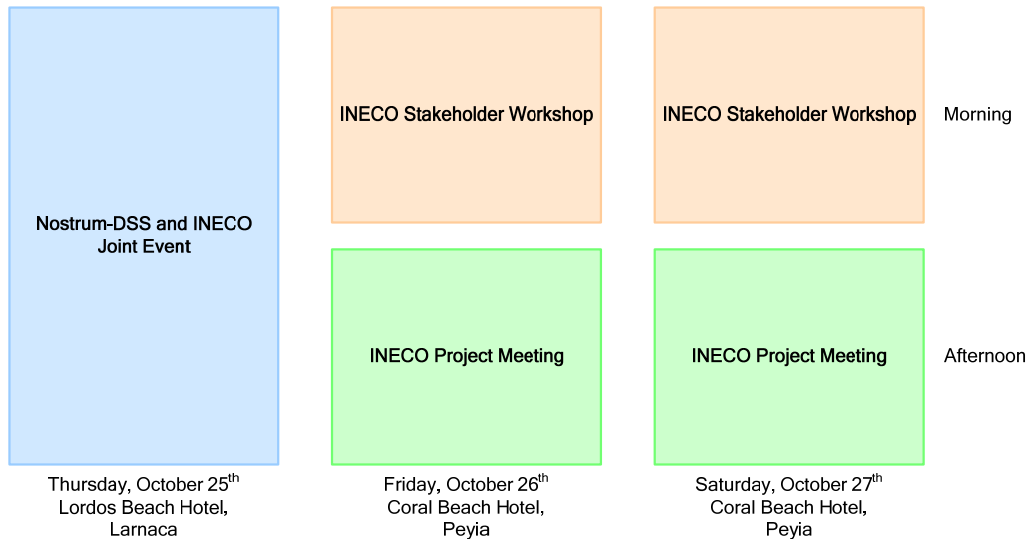 Nostrum-DSS and INECO
Joint Event
INECO Stakeholder Workshop
INECO Stakeholder Workshop
Morning
INECO Project Meeting
INECO Project Meeting
Afternoon
Thursday, October 25th
Lordos Beach Hotel,
Larnaca
Friday, October 26th
Coral Beach Hotel,
Peyia
Saturday, October 27th
Coral Beach Hotel,
Peyia